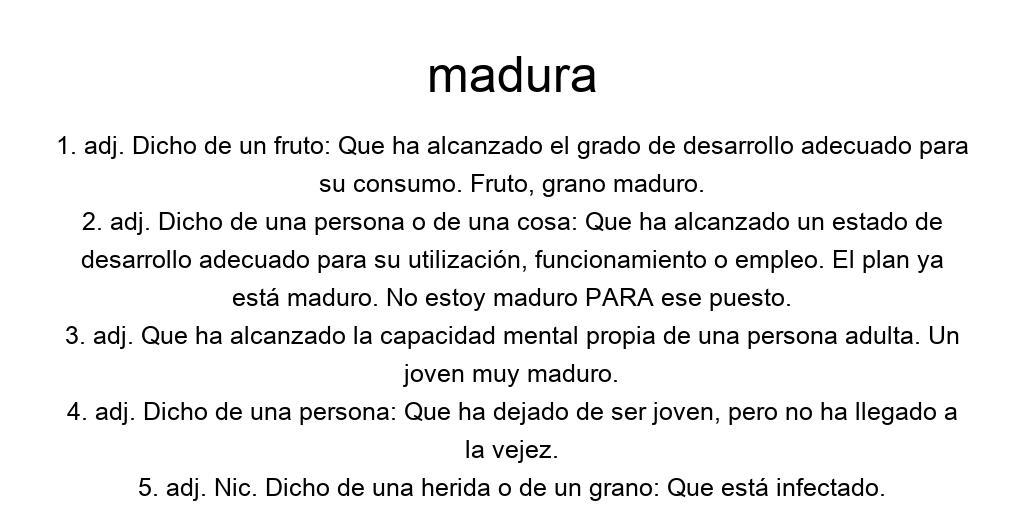 madura
1. adj. Dicho de un fruto: Que ha alcanzado el grado de desarrollo adecuado para
su consumo. Fruto, grano maduro.
2. adj. Dicho de una persona o de una cosa: Que ha alcanzado un estado de
desarrollo adecuado para su utilización, funcionamiento o empleo. El plan ya
está maduro. No estoy maduro PARA ese puesto.
3. adj. Que ha alcanzado la capacidad mental propia de una persona adulta. Un
joven muy maduro.
4. adj. Dicho de una persona: Que ha dejado de ser joven, pero no ha llegado a
la vejez.
5. adj. Nic. Dicho de una herida o de un grano: Que está infectado.